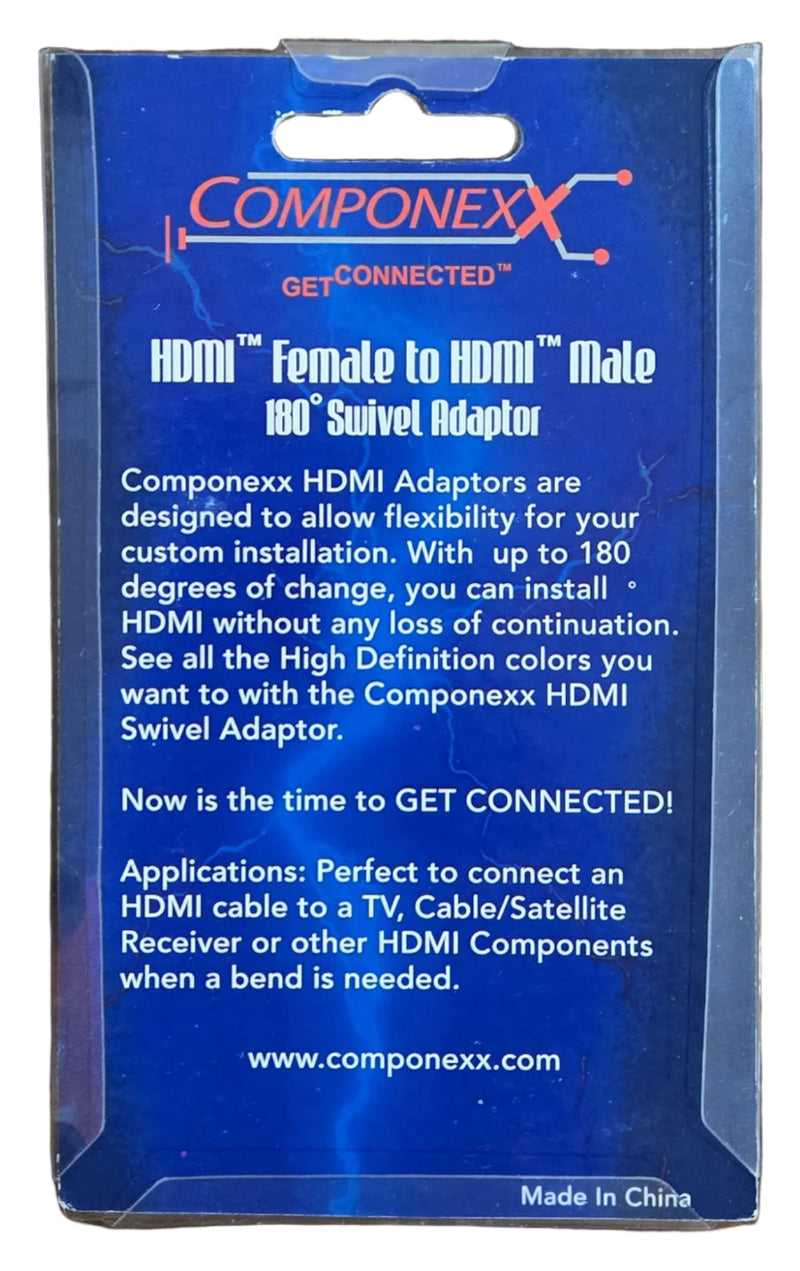 COMPONEXX
GET CONNECTED™
HDMI™ Female to HDMI™ Male
180° Swivel Adaptor
Componexx HDMI Adaptors are
designed to allow flexibility for your
custom installation. With  up to 180
degrees of change, you can install  °
HDMI without any loss of continuation.
See all the High Definition colors you
want to with the Componexx HDMI
Swivel Adaptor.
Now is the time to GET CONNECTED!
Applications: Perfect to connect an
HDMI cable to a TV, Cable/Satellite
Receiver or other HDMI Components
when a bend is needed.
www.componexx.com
Made In China